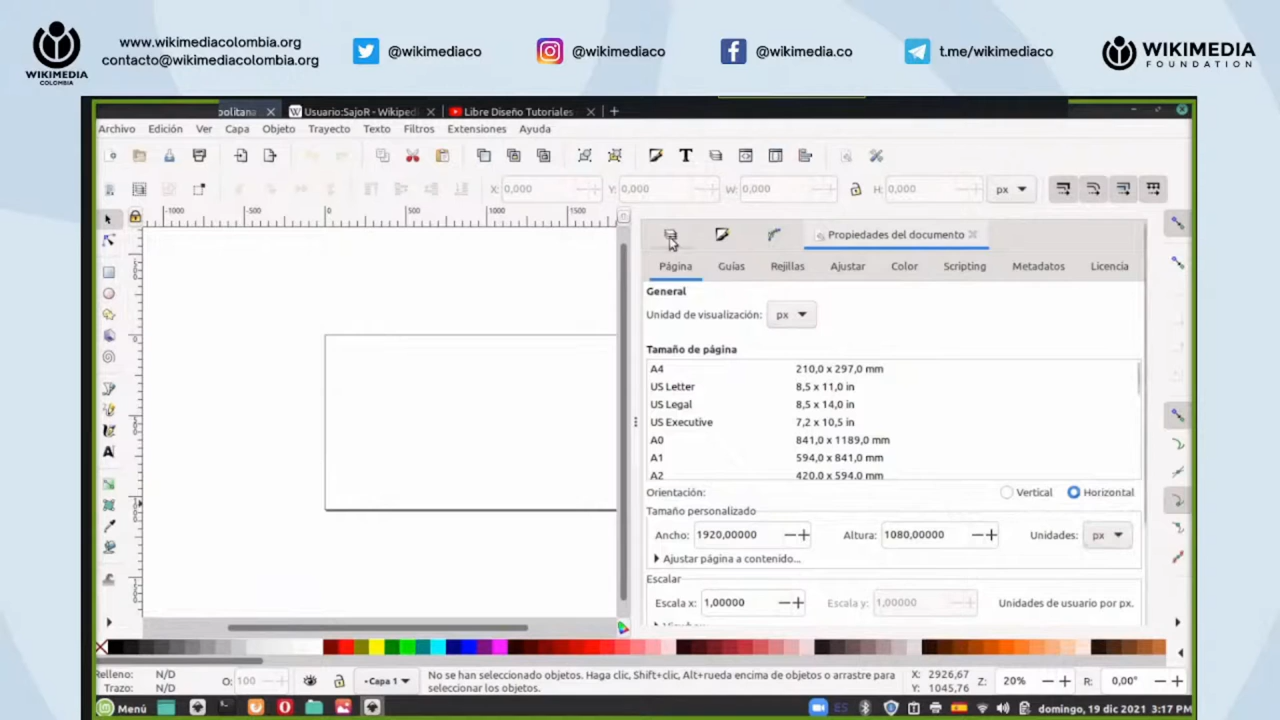 WIKIMEDIA
COLOMBIA
www.wikimediacolombia.org
contacto@wikimediacolombia.org
@wikimediaco
@wikimediaco
@wikimedia.co
t.me/wikimediaco
WIKIMEDIA
FOUNDATION
politana
Usuario:SajoR - Wikiped
Libre Diseño Tutoriales
Archivo Edición Ver Capa Objeto Trayecto Texto Filtros Extensiones Ayuda
X: 0,000 Y: 0,000 W: 0,000 H: 0,000 px
-1000 -500 0 500 1000 1500
Propiedades del documento
Página Guías Rejillas Ajustar Color Scripting Metadatos Licencia
General
Unidad de visualización: px
Tamaño de página
A4 210,0 x 297,0 mm
US Letter 8,5 x 11,0 in
US Legal 8,5 x 14,0 in
US Executive 7,2 x 10,5 in
A0 841,0 x 1189,0 mm
A1 594,0 x 841,0 mm
A2 420,0 x 594,0 mm
Orientación: Vertical Horizontal
Tamaño personalizado
Ancho: 1920,00000 Altura: 1080,00000 Unidades: px
Ajustar página a contenido...
Escalar
Escala x: 1,00000 Escala y: 1,00000 Unidades de usuario por px.
Relleno: N/D
Trazo: N/D
O: 100
Capa 1
No se han seleccionado objetos. Haga clic, Shift+clic, Alt+rueda encima de objetos o arrastre para
seleccionar los objetos.
X: 2926,67
Y: 1045,76
Z: 20%
R: 0,00°
Menú
ES
domingo, 19 dic 2021
3:17 PM